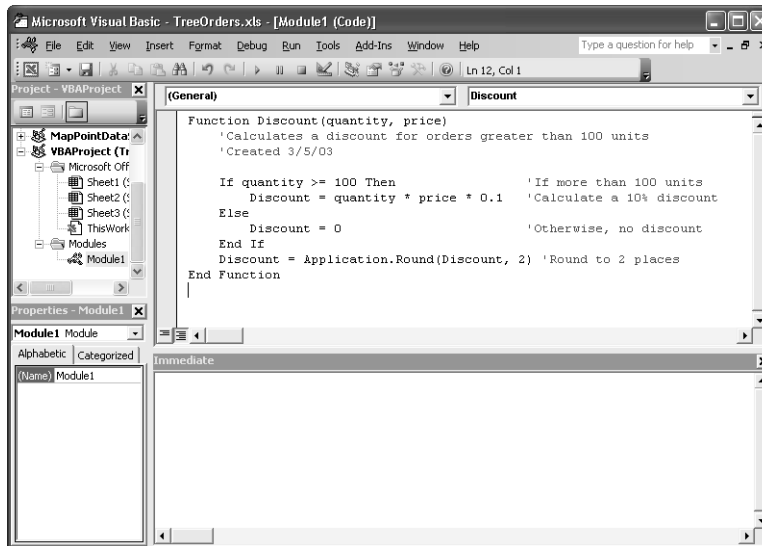 Microsoft Visual Basic - TreeOrders.xls - [Module1 (Code)]
File Edit View Insert Format Debug Run Tools Add-Ins Window Help Type a question for help
Ln 12, Col 1
Project - VBAProject
(General) Discount
MapPointData
VBAProject (Tr
Microsoft Off
Sheet1 (
Sheet2 (
Sheet3 (
ThisWork
Modules
Module1
Function Discount(quantity, price)
'Calculates a discount for orders greater than 100 units
'Created 3/5/03
If quantity >= 100 Then 'If more than 100 units
Discount = quantity * price * 0.1 'Calculate a 10% discount
Else
Discount = 0 'Otherwise, no discount
End If
Discount = Application.Round(Discount, 2) 'Round to 2 places
End Function
Properties - Module1
Module1 Module
Alphabetic Categorized
(Name) Module1
Immediate